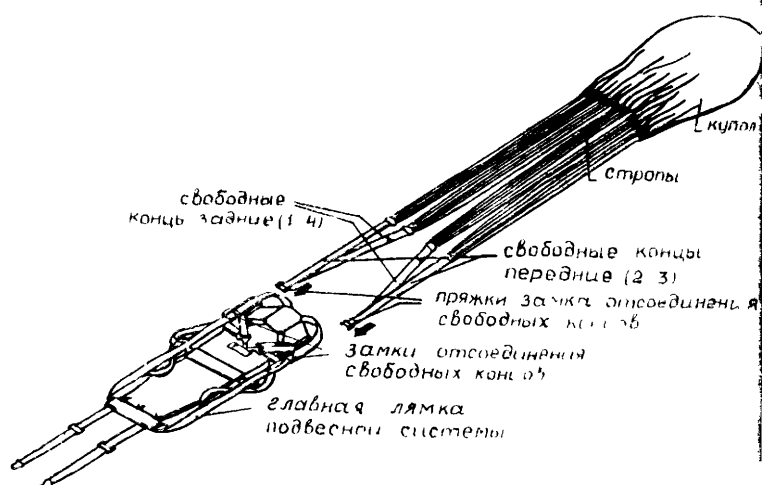 купол
стропы
свободные
концы задние (1 4)
свободные концы
передние (2 3)
пряжки замка отсоединения
свободных концов
замки отсоединения
свободных концов
главная лямка
подвесной системы